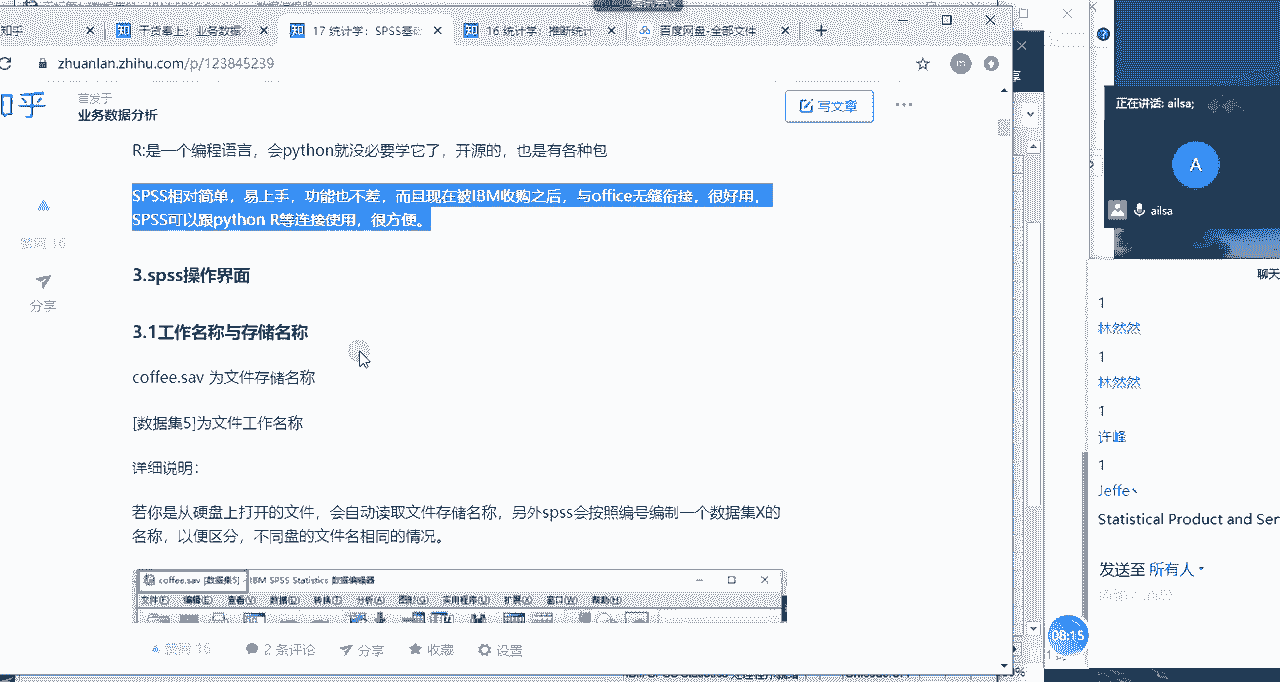 知乎
干货奉上：业务数据
17 统计学：SPSS基础
16 统计学：推断统计
百度网盘-全部文件
zhuanlan.zhihu.com/p/123845239
首发于
业务数据分析
写文章
R:是一个编程语言，会python就没必要学它了，开源的，也是有各种包
SPSS相对简单，易上手，功能也不差，而且现在被IBM收购之后，与office无缝衔接，很好用，
SPSS可以跟python R等连接使用，很方便。
赞同 16
分享
3.spss操作界面
3.1工作名称与存储名称
coffee.sav 为文件存储名称
[数据集5]为文件工作名称
详细说明：
若你是从硬盘上打开的文件，会自动读取文件存储名称，另外spss会按照编号编制一个数据集X的
名称，以便区分，不同盘的文件名相同的情况。
coffee.sav [数据集5] - IBM SPSS Statistics 数据编辑器
文件(F) 编辑(E) 查看(V) 数据(D) 转换(T) 分析(A) 图形(G) 实用程序(U) 扩展(X) 窗口(W) 帮助(H)
赞同 16 2 条评论 分享 收藏 设置
正在讲话: ailsa;
A
ailsa
聊天
1
林然然
1
林然然
1
许峰
1
Jeffe、
Statistical Product and Ser
发送至 所有人
08:15